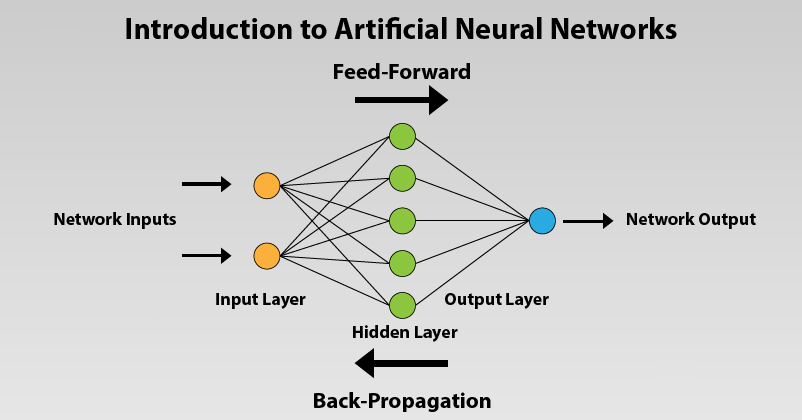 Introduction to Artificial Neural Networks
Feed-Forward
Network Inputs
Network Output
Input Layer
Output Layer
Hidden Layer
Back-Propagation